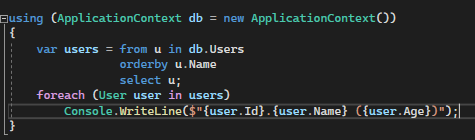 using (ApplicationContext db = new ApplicationContext())
{
    var users = from u in db.Users
                orderby u.Name
                select u;
    foreach (User user in users)
        Console.WriteLine($"{user.Id}.{user.Name} ({user.Age})");
}